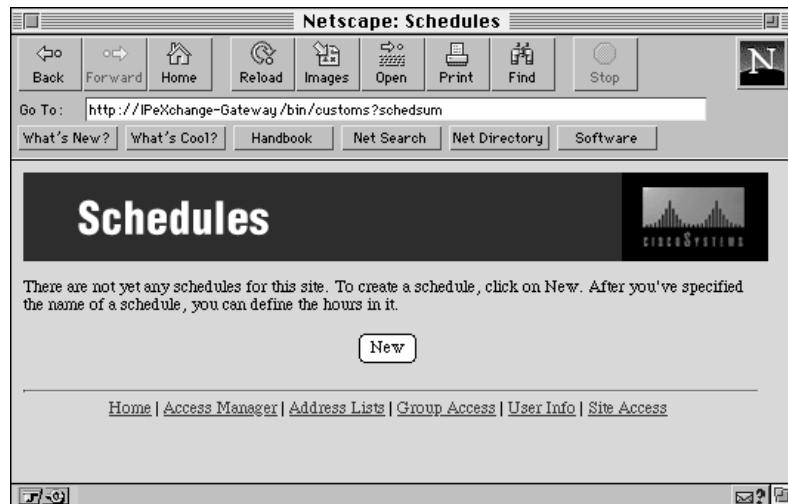 Netscape: Schedules
Back Forward Home Reload Images Open Print Find Stop
N
Go To: http://IPeXchange-Gateway/bin/customs?schedsum
What's New? What's Cool? Handbook Net Search Net Directory Software
Schedules
CISCO SYSTEMS
There are not yet any schedules for this site. To create a schedule, click on New. After you've specified
the name of a schedule, you can define the hours in it.
New
Home | Access Manager | Address Lists | Group Access | User Info | Site Access
?